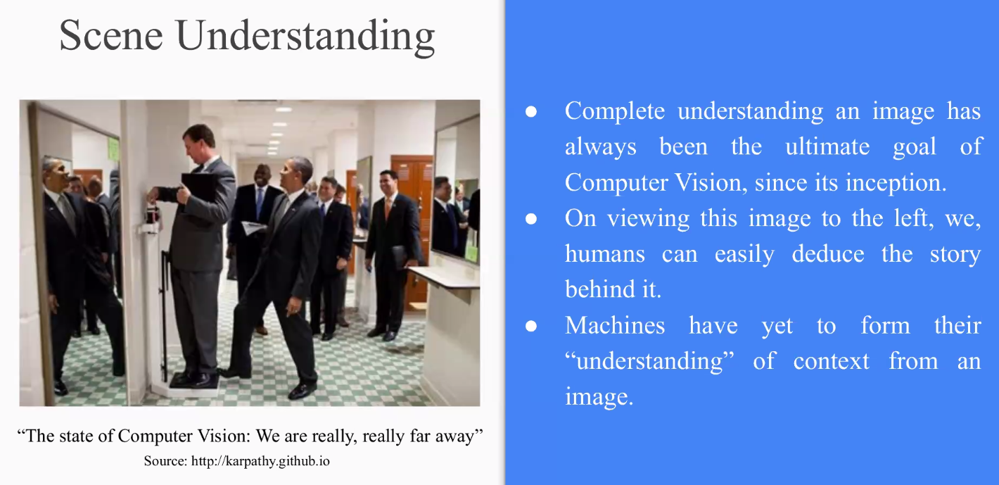 Scene Understanding
“The state of Computer Vision: We are really, really far away”
Source: http://karpathy.github.io
● Complete understanding an image has
always been the ultimate goal of
Computer Vision, since its inception.
● On viewing this image to the left, we,
humans can easily deduce the story
behind it.
● Machines have yet to form their
“understanding” of context from an
image.